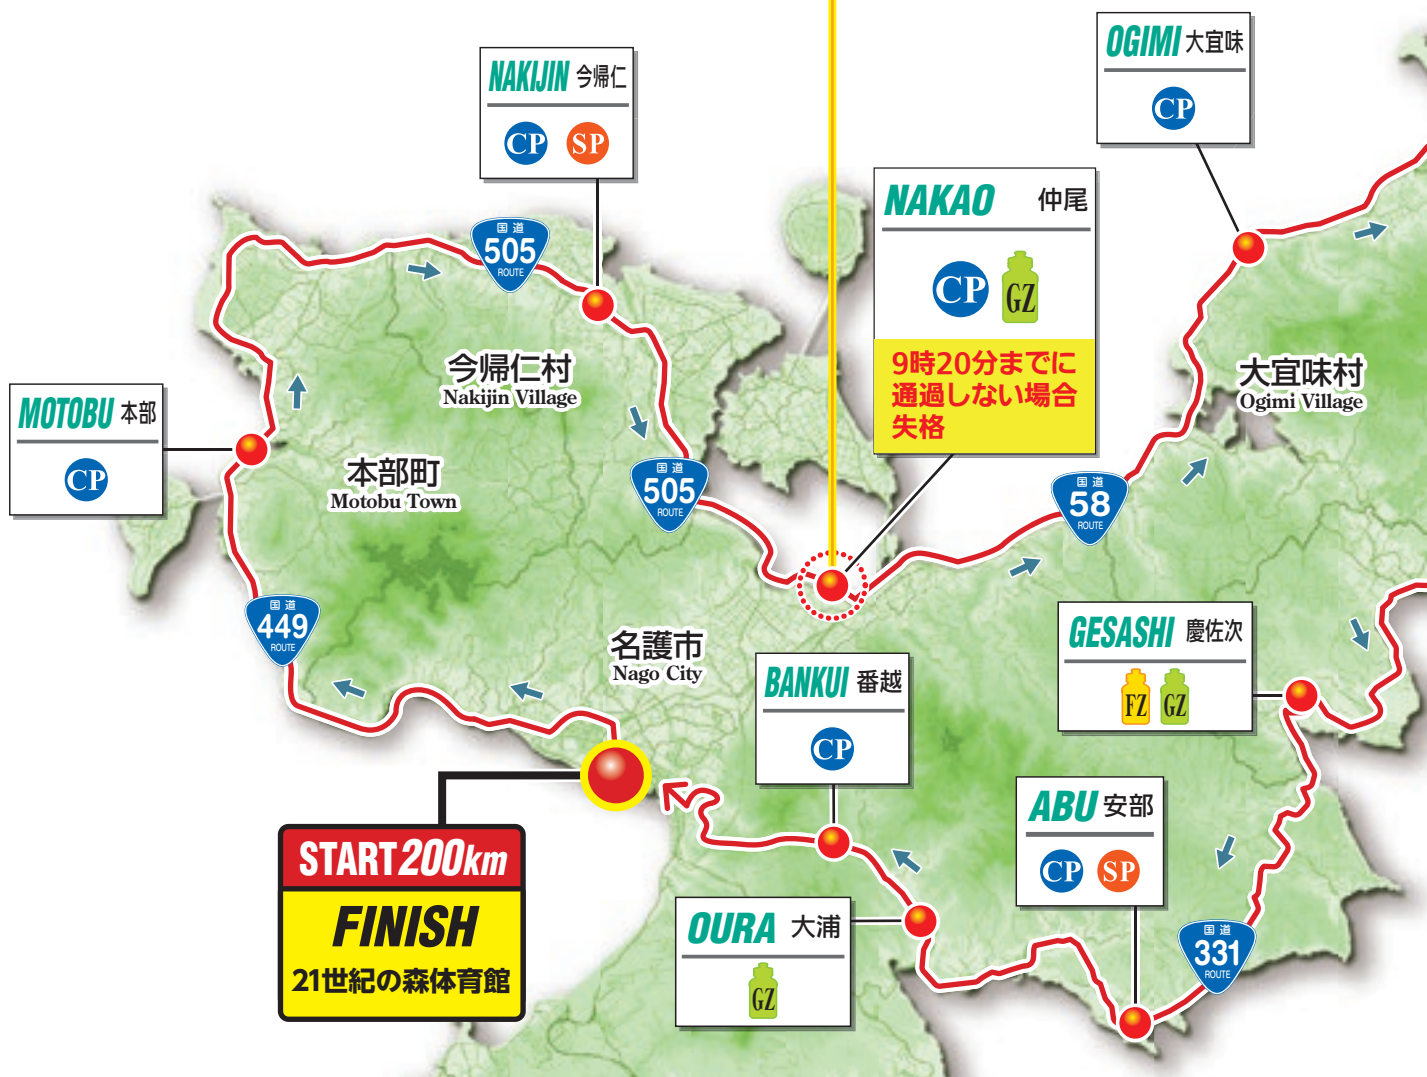 OGIMI 大宜味
CP
NAKIJIN 今帰仁
CP SP
NAKAO 仲尾
CP GZ
9時20分までに
通過しない場合
失格
国道
505
ROUTE
今帰仁村
Nakijin Village
大宜味村
Ogimi Village
MOTOBU 本部
CP
本部町
Motobu Town
国道
505
ROUTE
国道
58
ROUTE
国道
449
ROUTE
名護市
Nago City
GESASHI 慶佐次
FZ GZ
BANKUI 番越
CP
ABU 安部
CP SP
START 200km
FINISH
21世紀の森体育館
OURA 大浦
GZ
国道
331
ROUTE